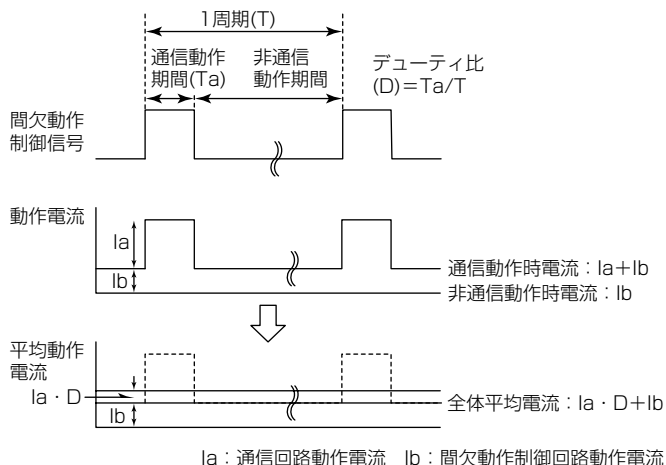 1周期(T)
通信動作
期間(Ta)
非通信
動作期間
デューティ比
(D)＝Ta/T
間欠動作
制御信号
動作電流
Ia
Ib
通信動作時電流：Ia＋Ib
非通信動作時電流：Ib
平均動作
電流
Ia・D
Ib
全体平均電流：Ia・D＋Ib
Ia：通信回路動作電流　Ib：間欠動作制御回路動作電流